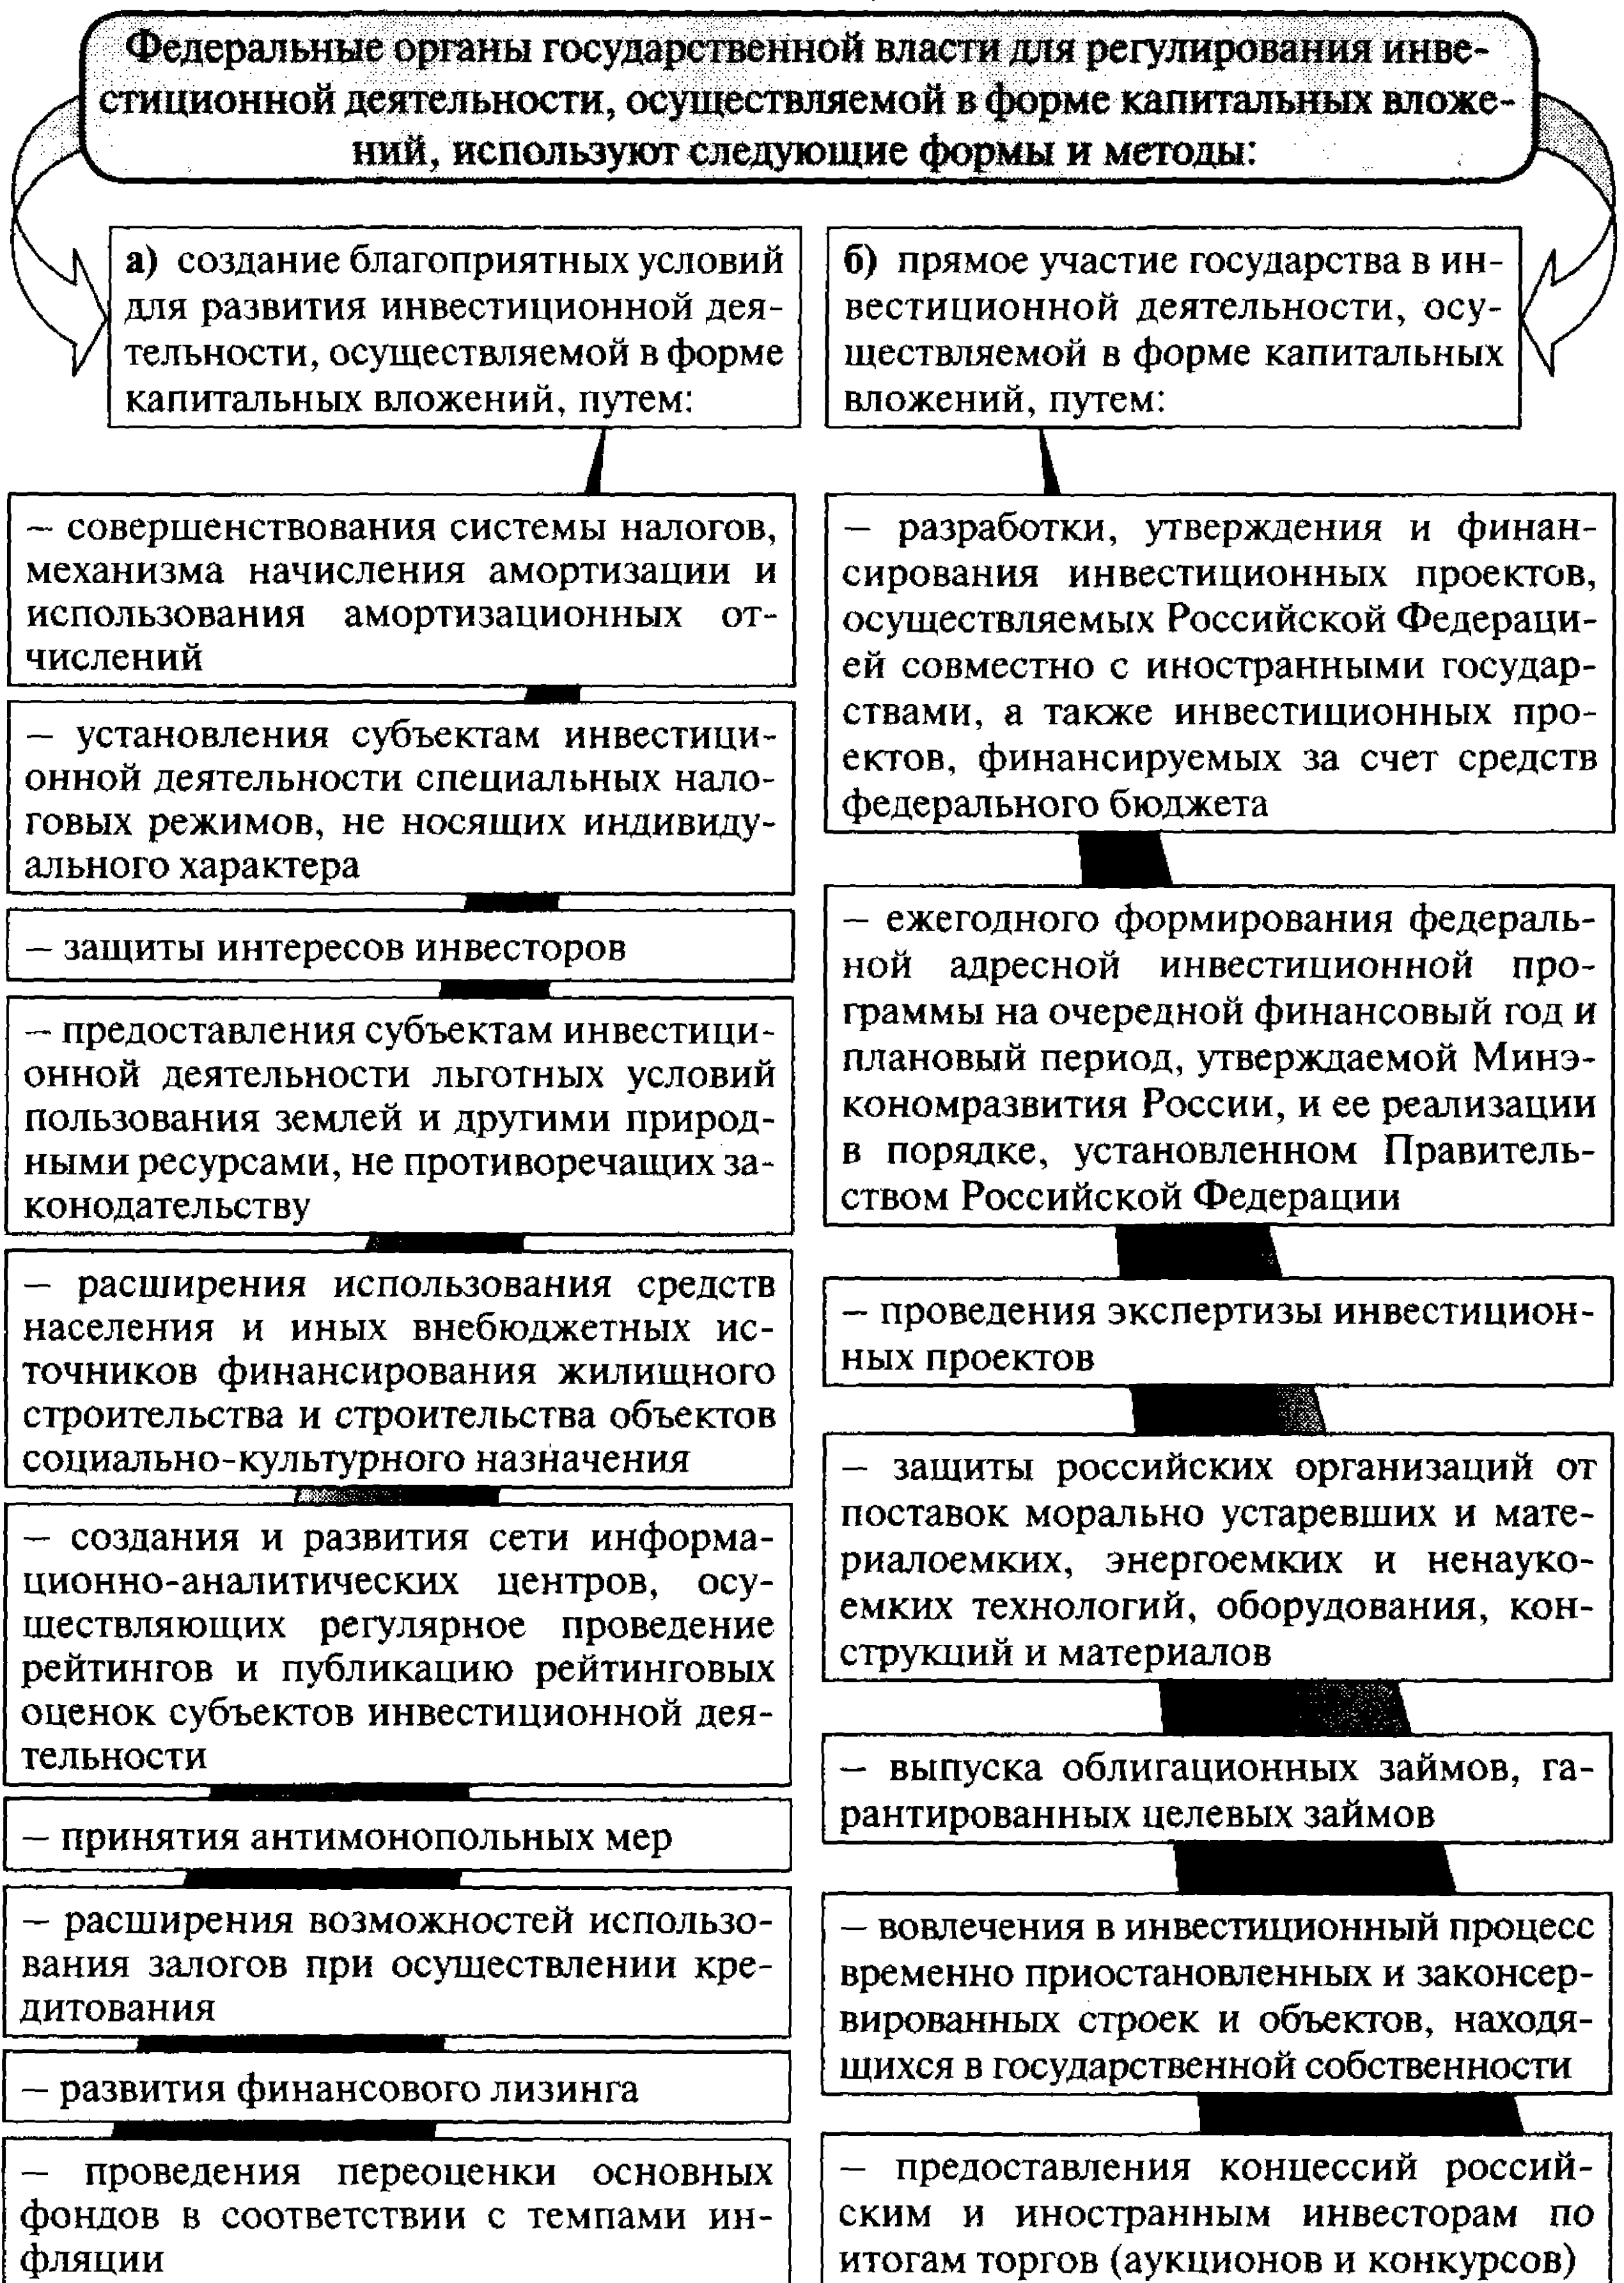 Федеральные органы государственной власти для регулирования инве-
стиционной деятельности, осуществляемой в форме капитальных вложе-
ний, используют следующие формы и методы:
а) создание благоприятных условий
для развития инвестиционной дея-
тельности, осуществляемой в форме
капитальных вложений, путем:
– совершенствования системы налогов,
механизма начисления амортизации и
использования амортизационных от-
числений
– установления субъектам инвестици-
онной деятельности специальных нало-
говых режимов, не носящих индивиду-
ального характера
– защиты интересов инвесторов
– предоставления субъектам инвестици-
онной деятельности льготных условий
пользования землей и другими природ-
ными ресурсами, не противоречащих за-
конодательству
– расширения использования средств
населения и иных внебюджетных ис-
точников финансирования жилищного
строительства и строительства объектов
социально-культурного назначения
– создания и развития сети информа-
ционно-аналитических центров, осу-
ществляющих регулярное проведение
рейтингов и публикацию рейтинговых
оценок субъектов инвестиционной дея-
тельности
– принятия антимонопольных мер
– расширения возможностей использо-
вания залогов при осуществлении кре-
дитования
– развития финансового лизинга
– проведения переоценки основных
фондов в соответствии с темпами ин-
фляции
б) прямое участие государства в ин-
вестиционной деятельности, осу-
ществляемой в форме капитальных
вложений, путем:
– разработки, утверждения и финан-
сирования инвестиционных проектов,
осуществляемых Российской Федераци-
ей совместно с иностранными государ-
ствами, а также инвестиционных про-
ектов, финансируемых за счет средств
федерального бюджета
– ежегодного формирования федераль-
ной адресной инвестиционной про-
граммы на очередной финансовый год и
плановый период, утверждаемой Минэ-
кономразвития России, и ее реализации
в порядке, установленном Правитель-
ством Российской Федерации
– проведения экспертизы инвестицион-
ных проектов
– защиты российских организаций от
поставок морально устаревших и мате-
риалоемких, энергоемких и ненауко-
емких технологий, оборудования, кон-
струкций и материалов
– выпуска облигационных займов, га-
рантированных целевых займов
– вовлечения в инвестиционный процесс
временно приостановленных и законсер-
вированных строек и объектов, находя-
щихся в государственной собственности
– предоставления концессий россий-
ским и иностранным инвесторам по
итогам торгов (аукционов и конкурсов)